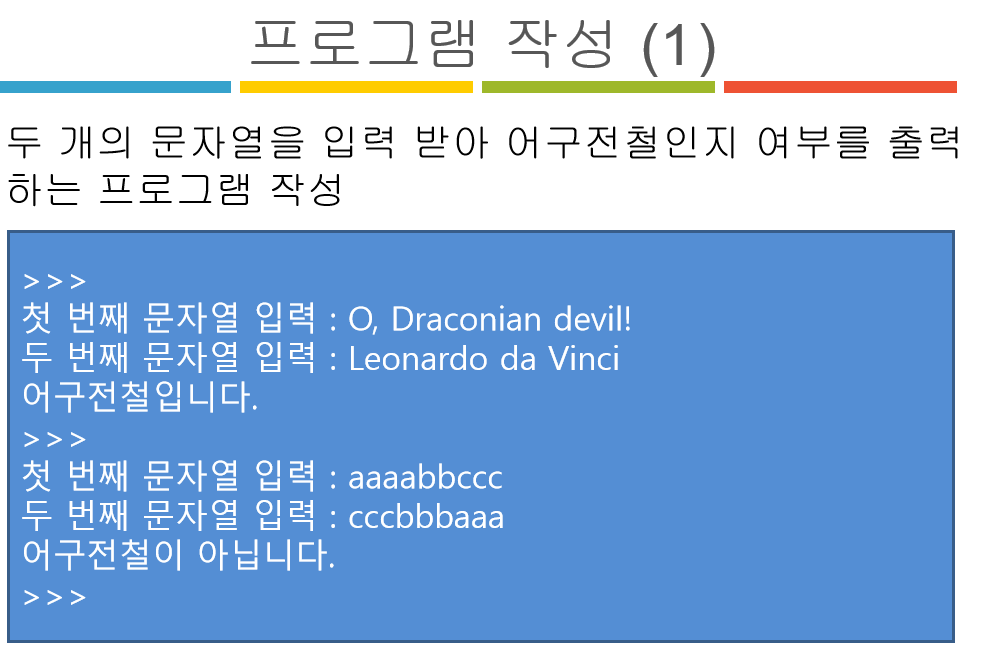 프로그램 작성 (1)
두 개의 문자열을 입력 받아 어구전철인지 여부를 출력
하는 프로그램 작성
>>>
첫 번째 문자열 입력 : O, Draconian devil!
두 번째 문자열 입력 : Leonardo da Vinci
어구전철입니다.
>>>
첫 번째 문자열 입력 : aaaabbccc
두 번째 문자열 입력 : cccbbbaaa
어구전철이 아닙니다.
>>>